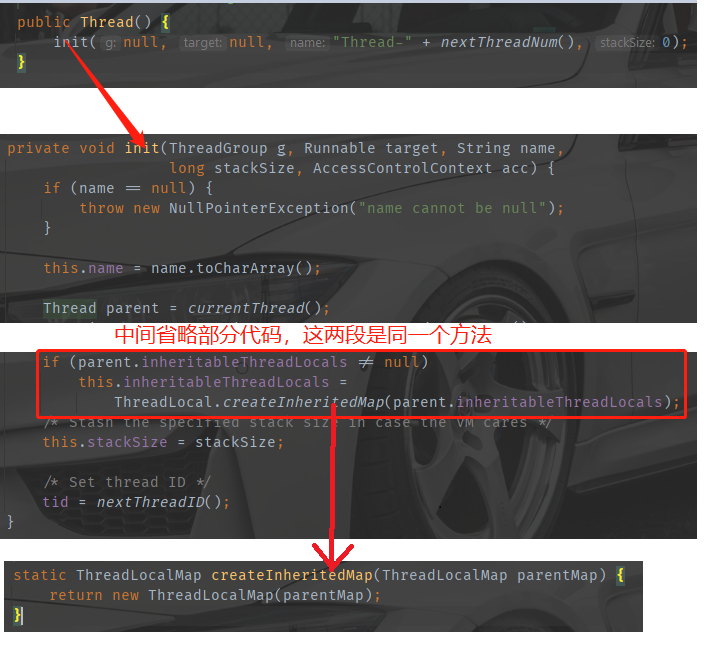 public Thread() {
init( g: null, target: null, name: "Thread-" + nextThreadNum(), stackSize: 0);
}
private void init(ThreadGroup g, Runnable target, String name,
long stackSize, AccessControlContext acc) {
if (name == null) {
throw new NullPointerException("name cannot be null");
}
this.name = name.toCharArray();
Thread parent = currentThread();
中间省略部分代码，这两段是同一个方法
if (parent.inheritableThreadLocals != null)
this.inheritableThreadLocals =
ThreadLocal.createInheritedMap(parent.inheritableThreadLocals);
/* Stash the specified stack size in case the VM cares */
this.stackSize = stackSize;
/* Set thread ID */
tid = nextThreadID();
}
static ThreadLocalMap createInheritedMap(ThreadLocalMap parentMap) {
return new ThreadLocalMap(parentMap);
}